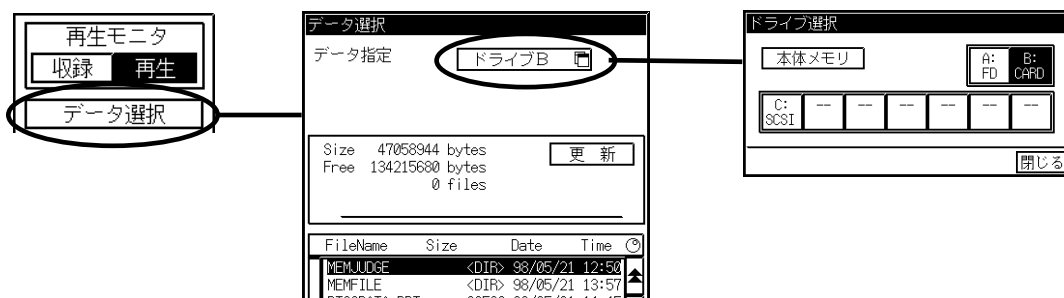 再生モニタ
収録 再生
データ選択
データ選択
データ指定 ドライブB
Size 47058944 bytes
Free 134215680 bytes
0 files
更 新
FileName Size Date Time
MEMJUDGE <DIR> 98/05/21 12:50
MEMFILE <DIR> 98/05/21 13:57
ドライブ選択
本体メモリ
A: FD
B: CARD
C: SCSI -- -- -- -- -- --
閉じる